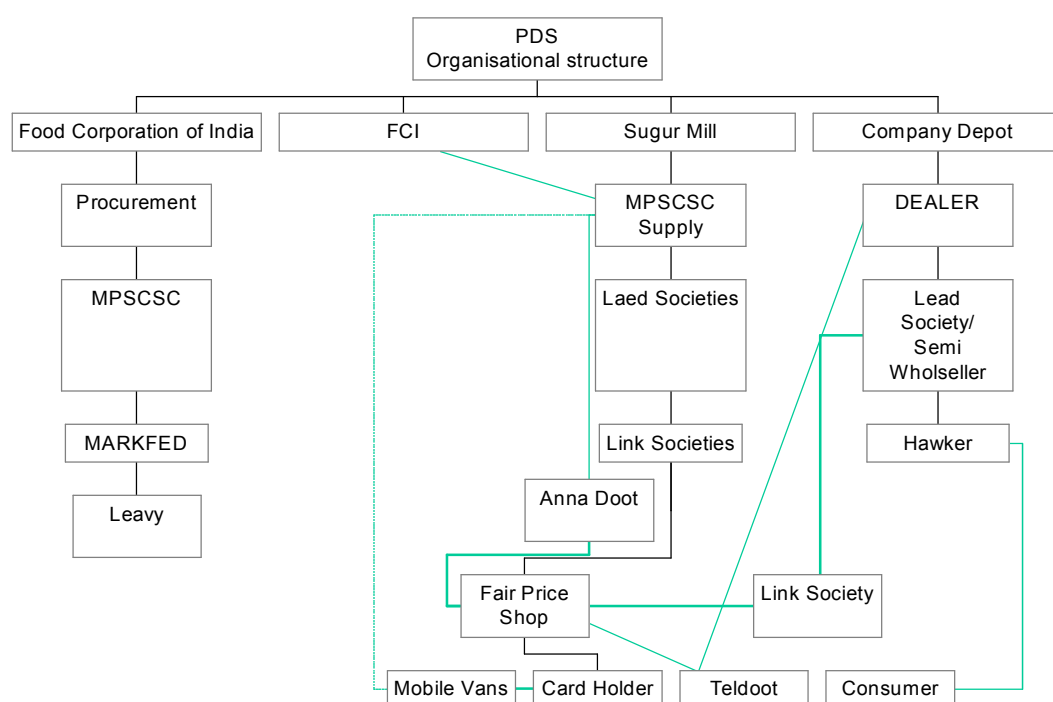 PDS
Organisational structure
Food Corporation of India
FCI
Sugur Mill
Company Depot
Procurement
MPSCSC
Supply
DEALER
MPSCSC
Laed Societies
Lead
Society/
Semi
Wholseller
MARKFED
Link Societies
Hawker
Leavy
Anna Doot
Fair Price
Shop
Link Society
Mobile Vans
Card Holder
Teldoot
Consumer